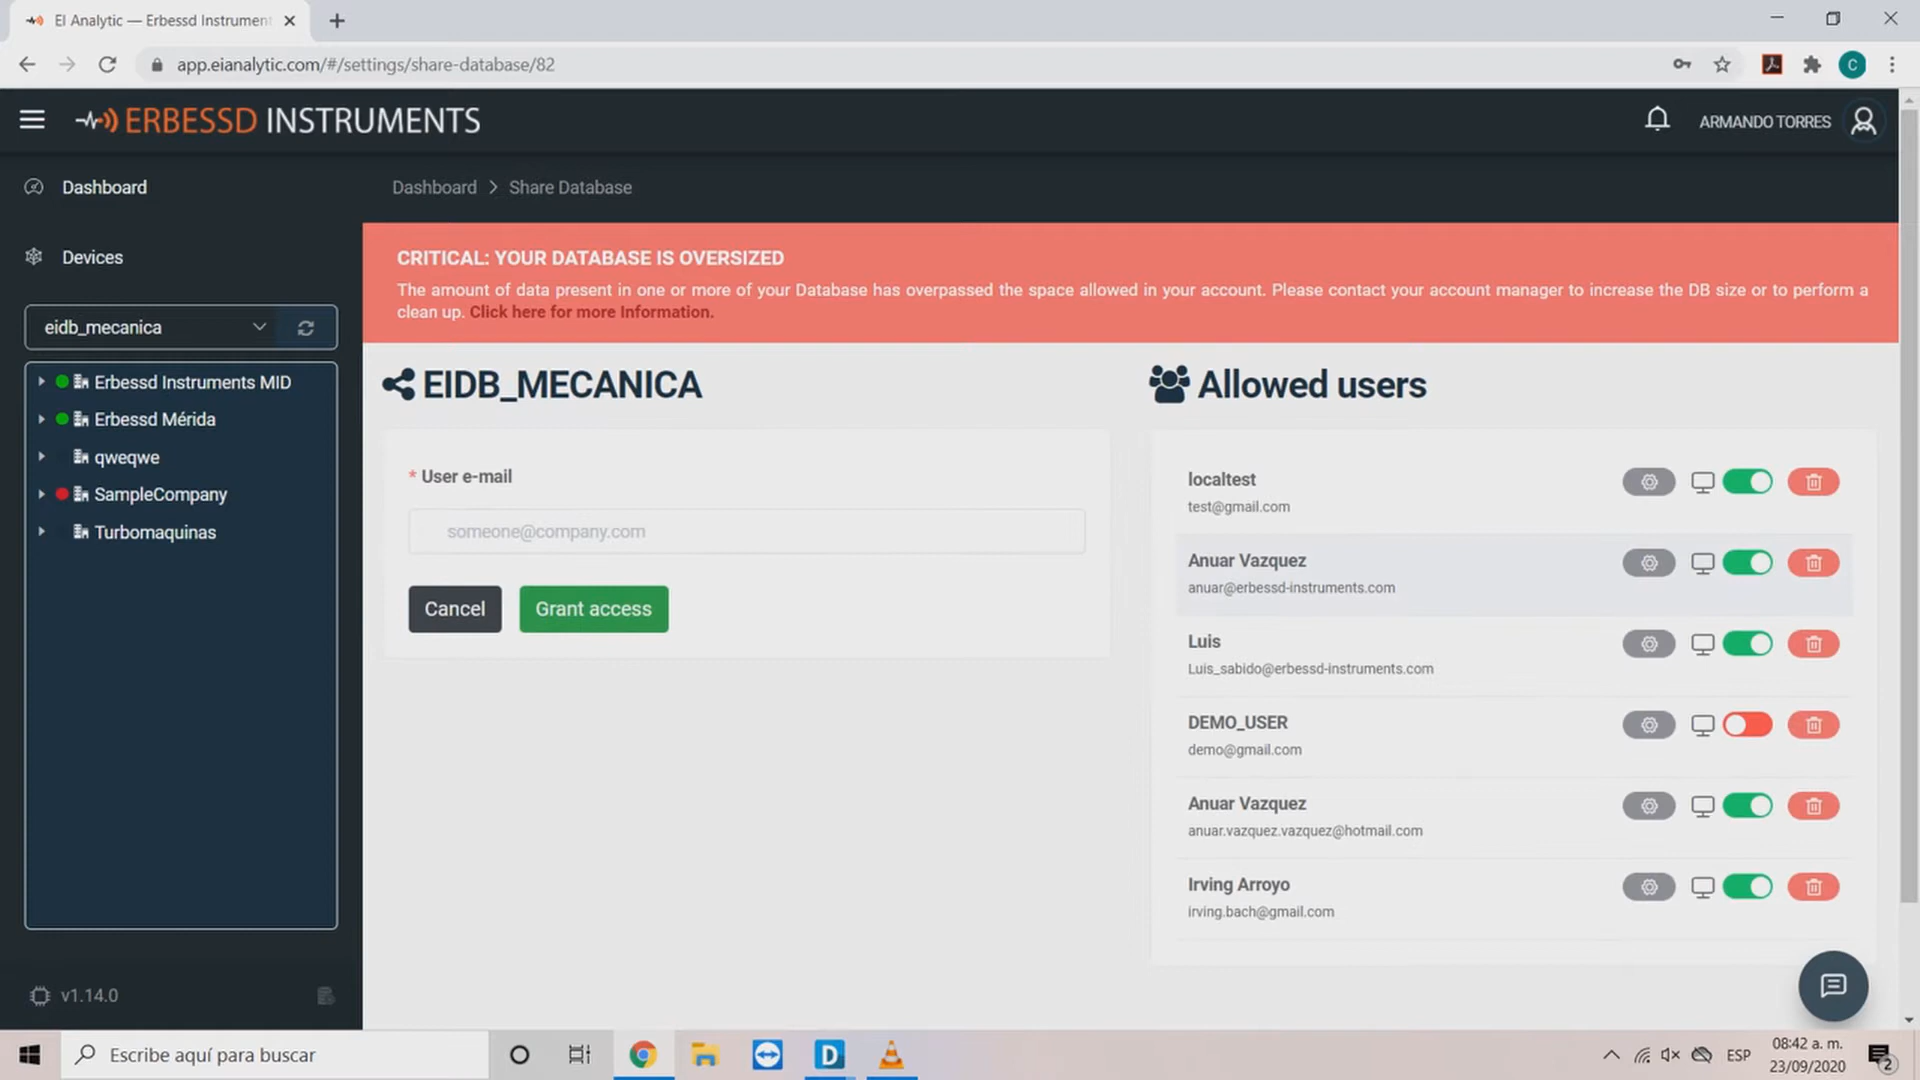 EI Analytic — Erbessd Instrument
app.eianalytic.com/#/settings/share-database/82
C
ERBESSD INSTRUMENTS
ARMANDO TORRES
Dashboard
Dashboard > Share Database
Devices
CRITICAL: YOUR DATABASE IS OVERSIZED
The amount of data present in one or more of your Database has overpassed the space allowed in your account. Please contact your account manager to increase the DB size or to perform a
clean up. Click here for more Information.
eidb_mecanica
Erbessd Instruments MID
Erbessd Mérida
qweqwe
SampleCompany
Turbomaquinas
EIDB_MECANICA
* User e-mail
someone@company.com
Cancel
Grant access
Allowed users
localtest
test@gmail.com
Anuar Vazquez
anuar@erbessd-instruments.com
Luis
Luis_sabido@erbessd-instruments.com
DEMO_USER
demo@gmail.com
Anuar Vazquez
anuar.vazquez.vazquez@hotmail.com
Irving Arroyo
irving.bach@gmail.com
v1.14.0
Escribe aquí para buscar
D
ESP
08:42 a. m.
23/09/2020
2